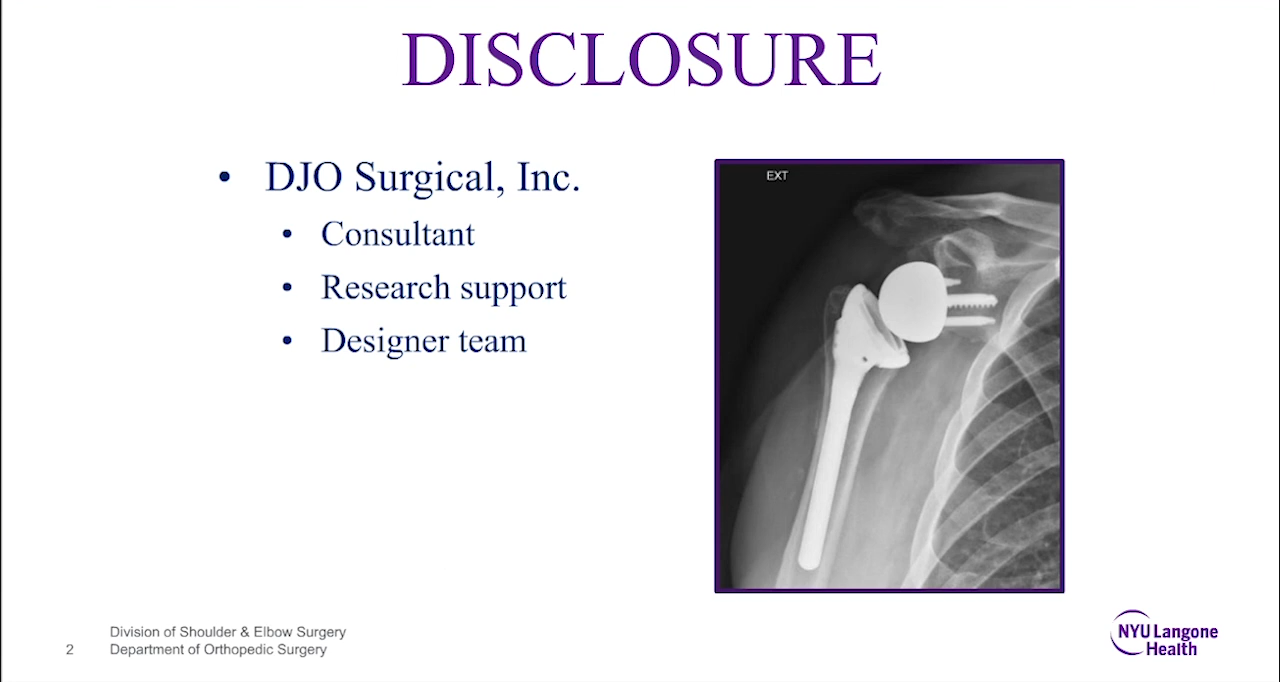 DISCLOSURE
• DJO Surgical, Inc.
• Consultant
• Research support
• Designer team
EXT
2
Division of Shoulder & Elbow Surgery
Department of Orthopedic Surgery
NYU Langone
Health